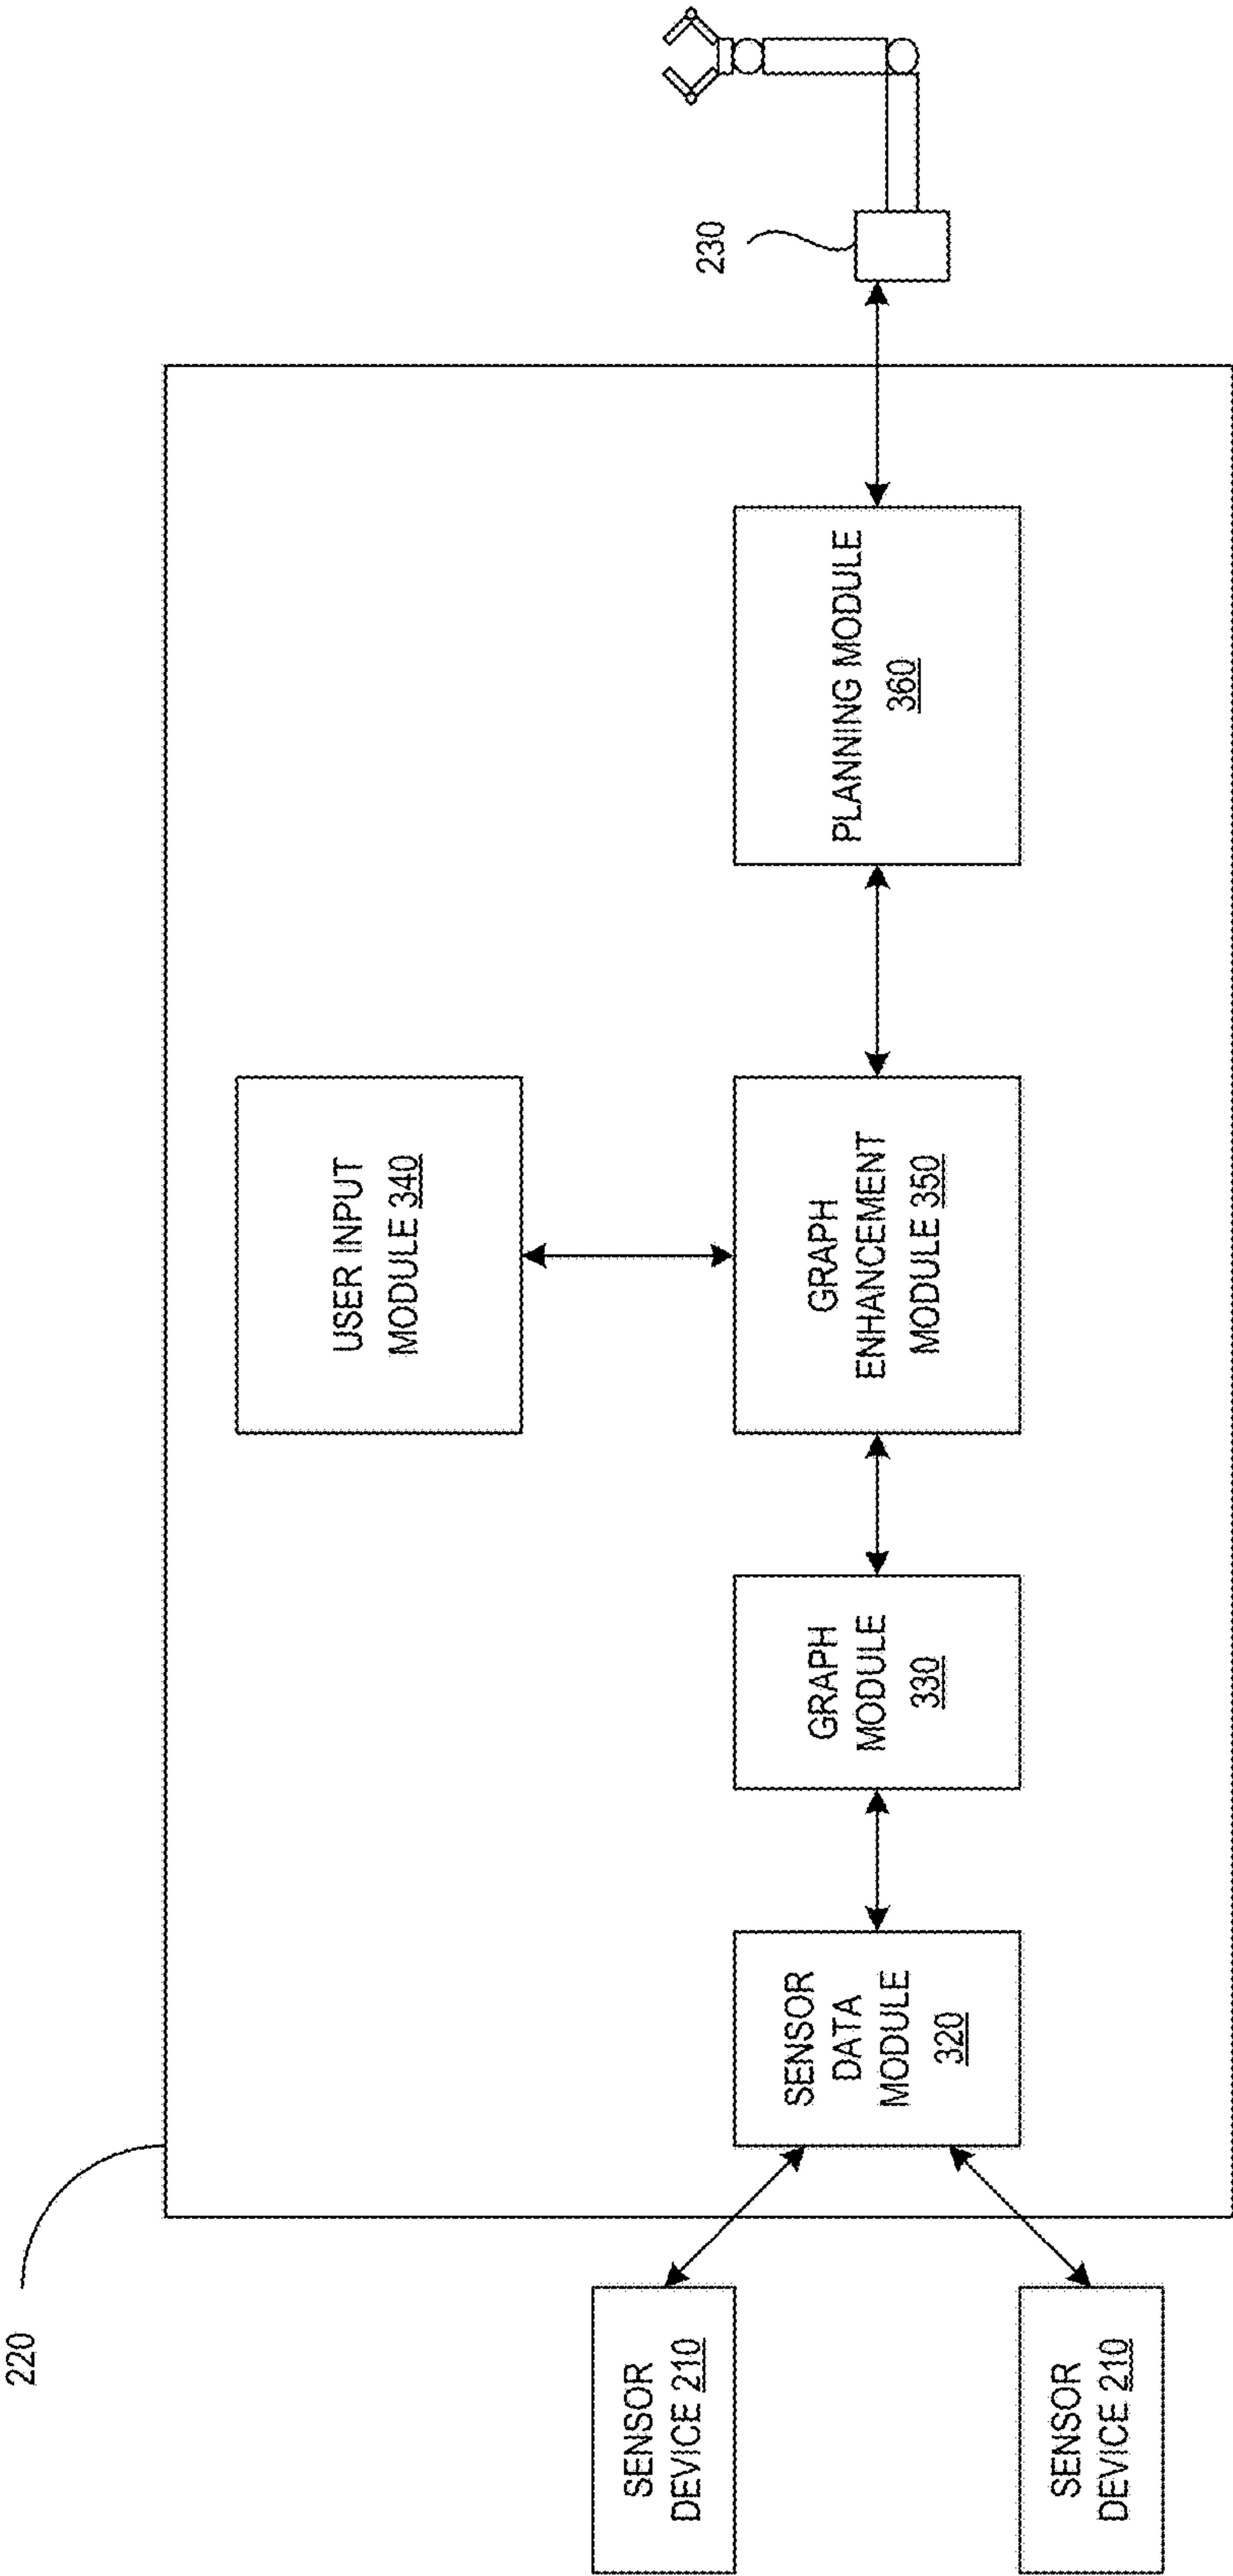 220
SENSOR
DEVICE 210
SENSOR
DEVICE 210
SENSOR
DATA
MODULE
320
GRAPH
MODULE
330
USER INPUT
MODULE 340
GRAPH
ENHANCEMENT
MODULE 350
PLANNING MODULE
360
230